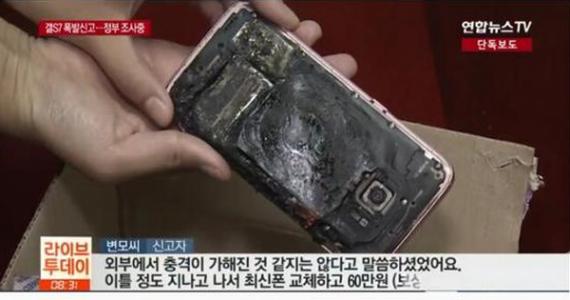 갤S7 폭발신고…정부 조사중
연합뉴스TV
단독보도
라이브
투데이
08:31
변모씨 신고자
외부에서 충격이 가해진 것 같지는 않다고 말씀하셨었어요.
이틀 정도 지나고 나서 최신폰 교체하고 60만원